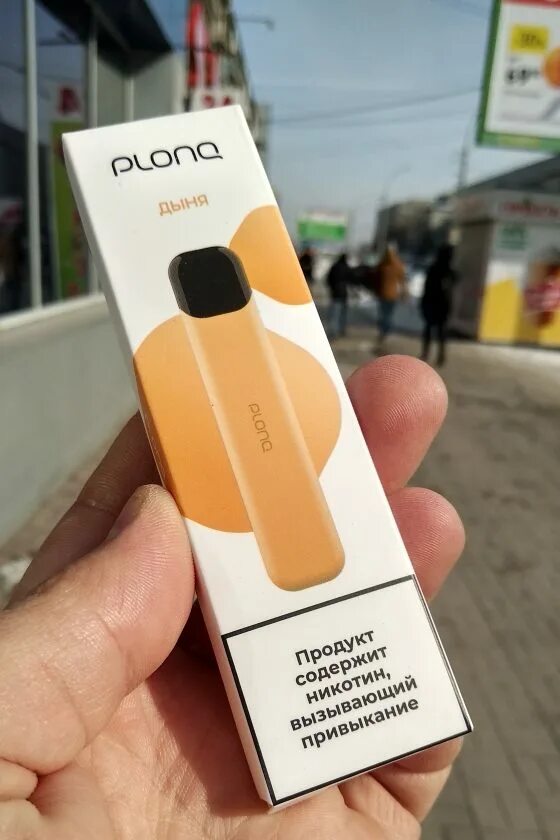 PLONQ
ДЫНЯ
PLONQ
Продукт
содержит
никотин,
вызывающий
привыкание